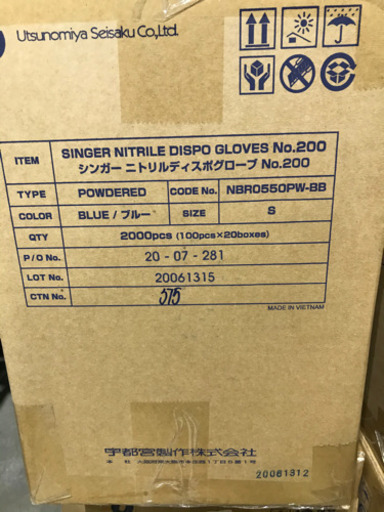 Utsunomiya Seisaku Co.,Ltd.
ITEM SINGER NITRILE DISPO GLOVES No.200
シンガー ニトリルディスポグローブ No.200
TYPE POWDERED CODE No. NBR0550PW-BB
COLOR BLUE / ブルー SIZE S
QTY 2000pcs (100pcs×20boxes)
P/O No. 20-07-281
LOT No. 20061315
CTN No. 575
MADE IN VIETNAM
宇都宮製作株式会社
本社
20061312